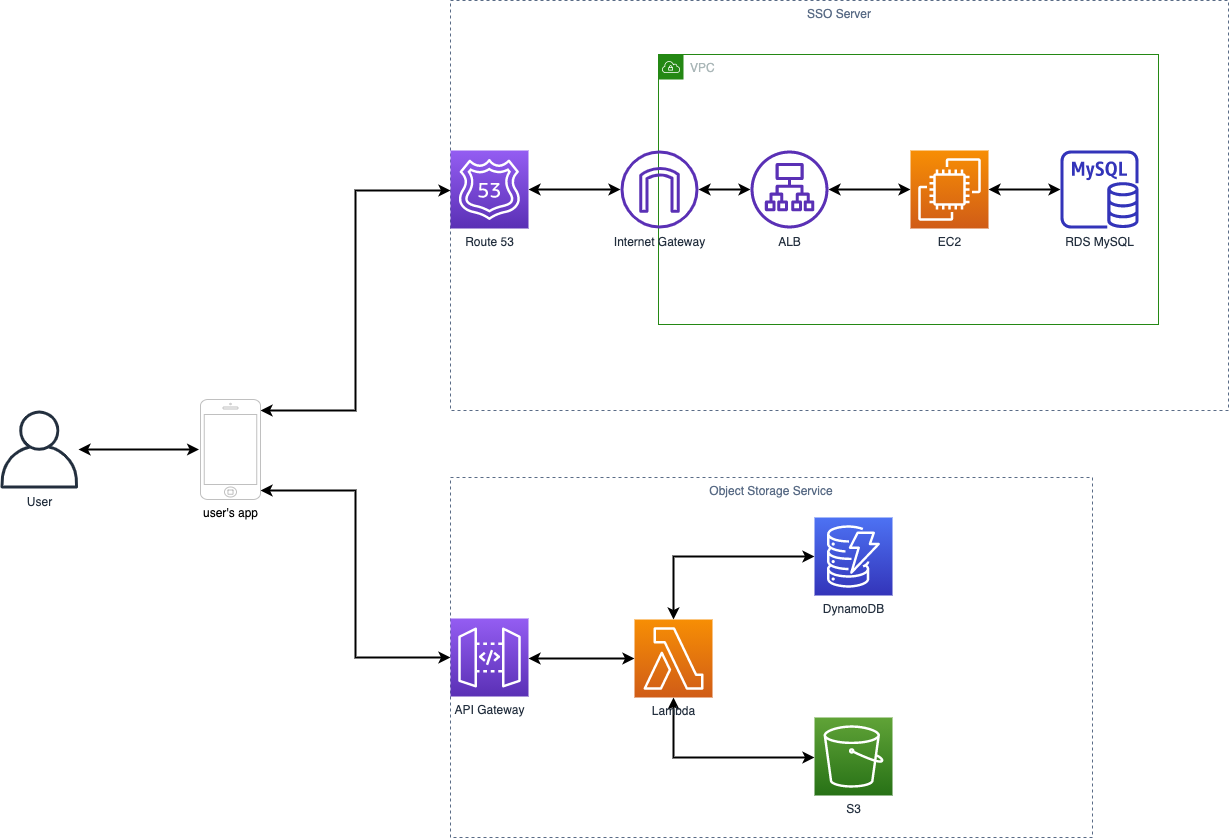 SSO Server
VPC
53
MySQL
Route 53
Internet Gateway
ALB
EC2
RDS MySQL
User
user's app
Object Storage Service
DynamoDB
</>
API Gateway
Lambda
S3